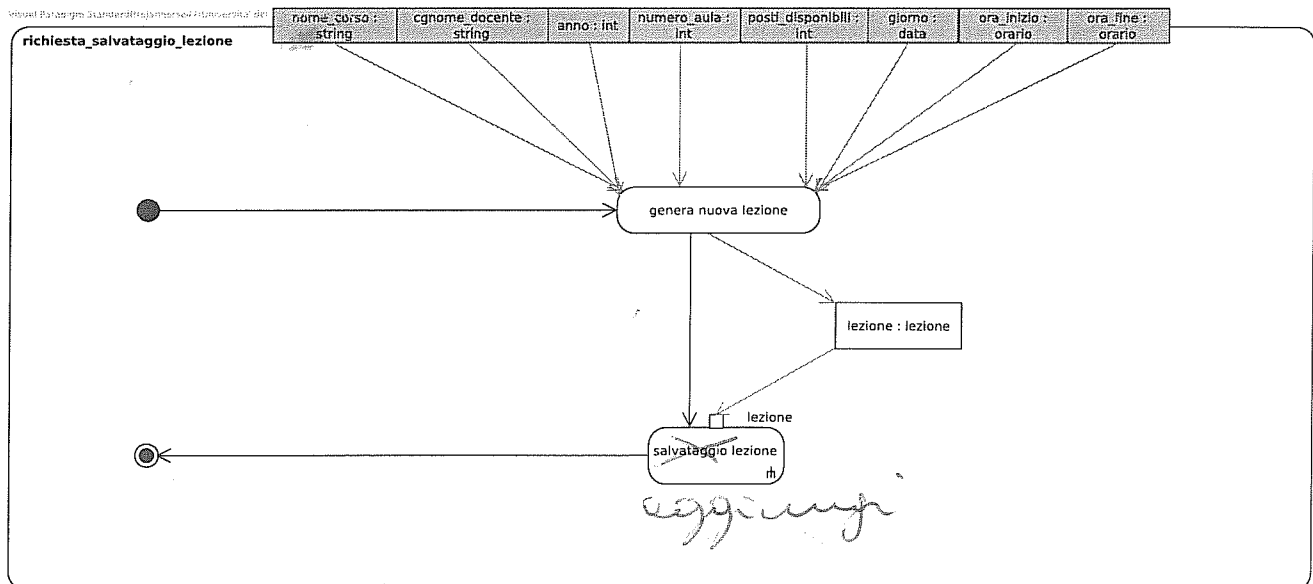 Visual Paradigm Standard
nome_corso :
string
cgnome_docente :
string
anno : int
numero_aula :
int
posti_disponibili :
int
giorno :
data
ora_inizio :
orario
ora_fine :
orario
richiesta_salvataggio_lezione
genera nuova lezione
lezione : lezione
lezione
salvataggio lezione
aggiungi